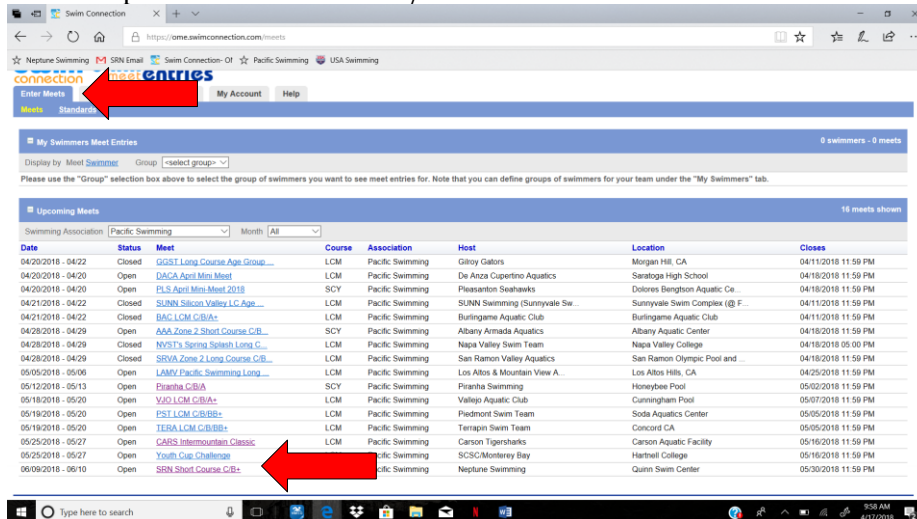 Swim Connection
https://ome.swimconnection.com/meets
Neptune Swimming SRN Email Swim Connection- Of Pacific Swimming USA Swimming
connection meet entries
Enter Meets My Account Help
Meets Standards
My Swimmers Meet Entries 0 swimmers - 0 meets
Display by Meet Swimmer Group <select group>
Please use the "Group" selection box above to select the group of swimmers you want to see meet entries for. Note that you can define groups of swimmers for your team under the "My Swimmers" tab.
Upcoming Meets 16 meets shown
Swimming Association Pacific Swimming Month All
Date Status Meet Course Association Host Location Closes
04/20/2018 - 04/22 Closed GGST Long Course Age Group... LCM Pacific Swimming Gilroy Gators Morgan Hill, CA 04/11/2018 11:59 PM
04/20/2018 - 04/20 Open DACA April Mini Meet LCM Pacific Swimming De Anza Cupertino Aquatics Saratoga High School 04/18/2018 11:59 PM
04/20/2018 - 04/20 Open PLS April Mini-Meet 2018 SCY Pacific Swimming Pleasanton Seahawks Dolores Bengtson Aquatic Ce... 04/18/2018 11:59 PM
04/21/2018 - 04/22 Closed SUNN Silicon Valley LC Age ... LCM Pacific Swimming SUNN Swimming (Sunnyvale Sw... Sunnyvale Swim Complex (@ F... 04/11/2018 11:59 PM
04/21/2018 - 04/22 Closed BAC LCM C/B/A+ LCM Pacific Swimming Burlingame Aquatic Club Burlingame Aquatic Club 04/11/2018 11:59 PM
04/28/2018 - 04/29 Open AAA Zone 2 Short Course C/B... SCY Pacific Swimming Albany Armada Aquatics Albany Aquatic Center 04/18/2018 11:59 PM
04/28/2018 - 04/29 Closed NVST's Spring Splash Long C... LCM Pacific Swimming Napa Valley Swim Team Napa Valley College 04/18/2018 05:00 PM
04/28/2018 - 04/29 Closed SRVA Zone 2 Long Course C/B... LCM Pacific Swimming San Ramon Valley Aquatics San Ramon Olympic Pool and ... 04/18/2018 11:59 PM
05/05/2018 - 05/06 Open LAMV Pacific Swimming Long ... LCM Pacific Swimming Los Altos & Mountain View A... Los Altos Hills, CA 04/25/2018 11:59 PM
05/12/2018 - 05/13 Open Piranha C/B/A SCY Pacific Swimming Piranha Swimming Honeybee Pool 05/02/2018 11:59 PM
05/18/2018 - 05/20 Open VJO LCM C/B/A+ LCM Pacific Swimming Vallejo Aquatic Club Cunningham Pool 05/07/2018 11:59 PM
05/19/2018 - 05/20 Open PST LCM C/B/BB+ LCM Pacific Swimming Piedmont Swim Team Soda Aquatics Center 05/05/2018 11:59 PM
05/19/2018 - 05/20 Open TERA LCM C/B/BB+ LCM Pacific Swimming Terrapin Swim Team Concord CA 05/05/2018 11:59 PM
05/25/2018 - 05/27 Open CARS Intermountain Classic LCM Pacific Swimming Carson Tigersharks Carson Aquatic Facility 05/16/2018 11:59 PM
05/25/2018 - 05/27 Open Youth Cup Challenge Pacific Swimming SCSC/Monterey Bay Hartnell College 05/16/2018 11:59 PM
06/09/2018 - 06/10 Open SRN Short Course C/B+ Pacific Swimming Neptune Swimming Quinn Swim Center 05/30/2018 11:59 PM
Type here to search 9:58 AM
4/17/2018